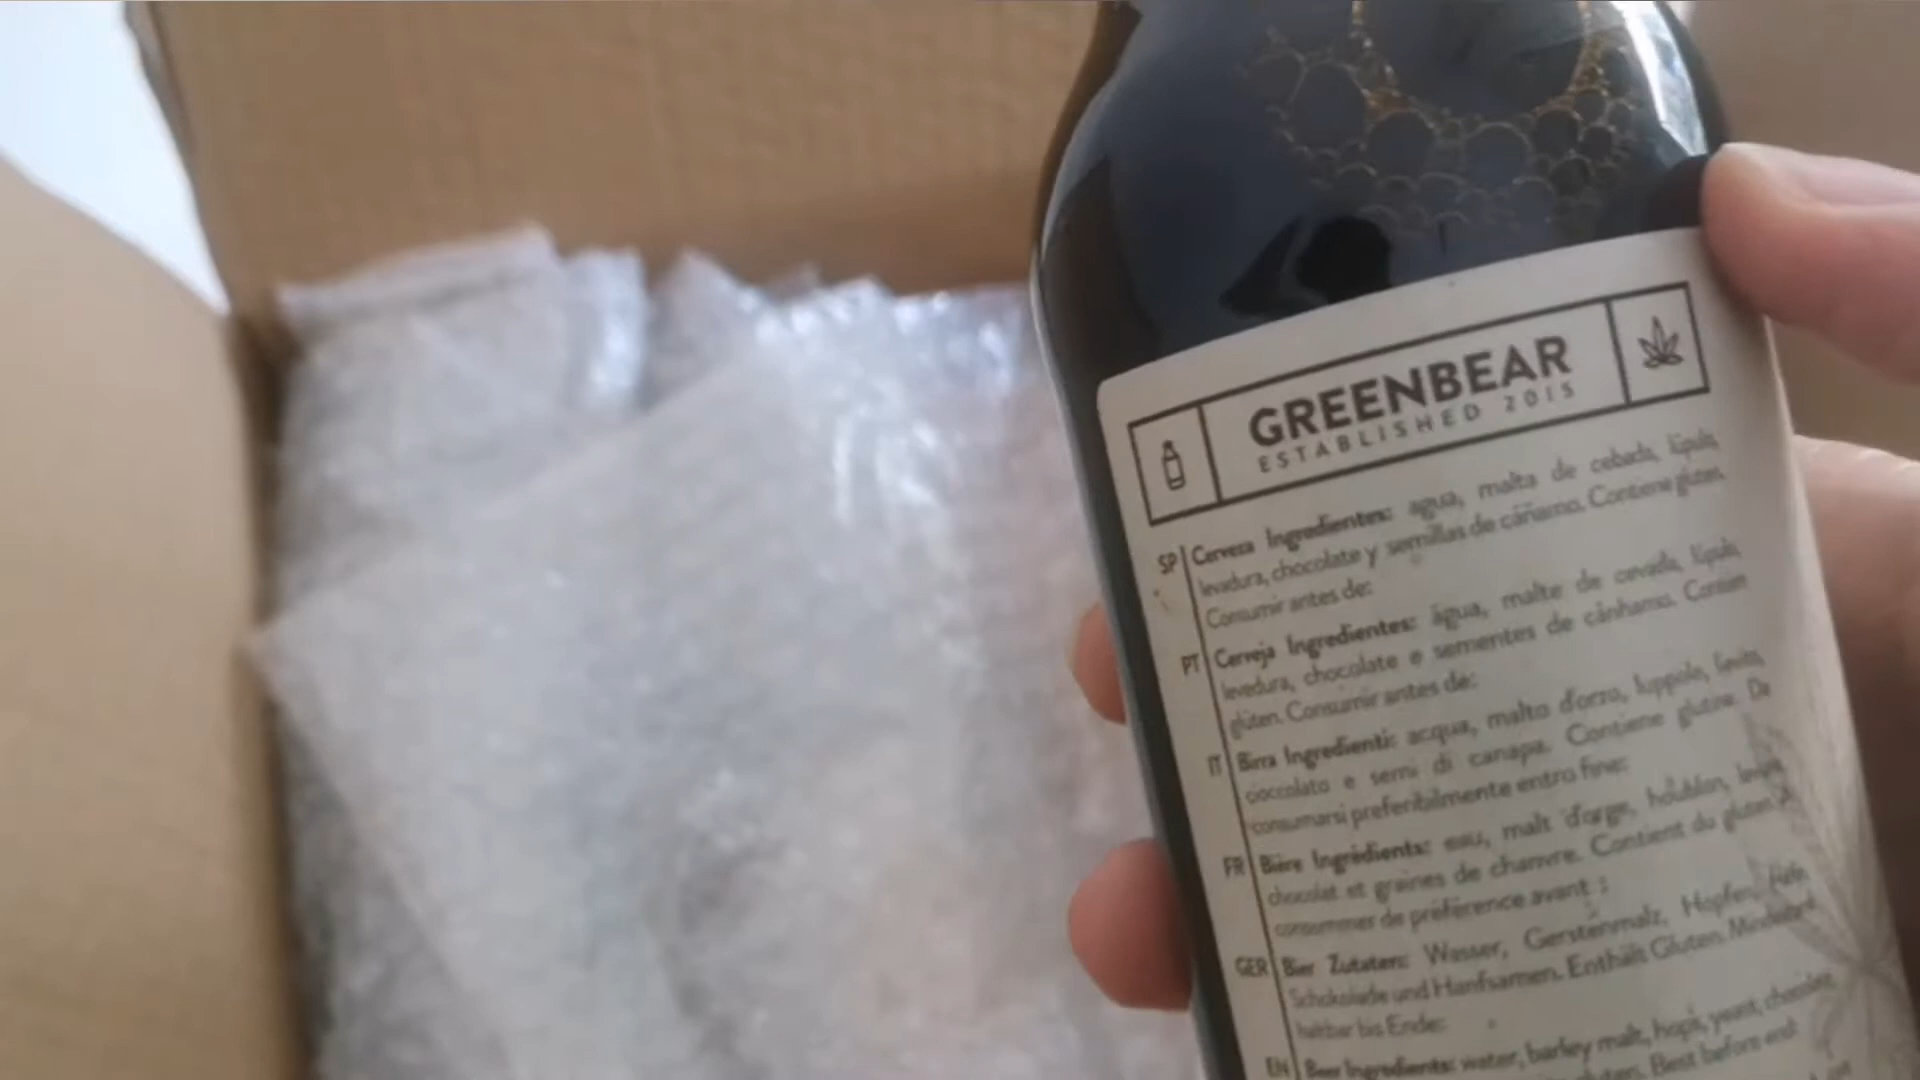 GREENBEAR
ESTABLISHED 2015
SP Cerveza Ingredientes: agua, malta de cebada, lúpulo,
levadura, chocolate y semillas de cáñamo. Contiene gluten.
Consumir antes de:
PT Cerveja Ingredientes: água, malte de cevada, lúpulo,
levedura, chocolate e sementes de cânhamo. Contém
glúten. Consumir antes de:
IT Birra Ingredienti: acqua, malto d'orzo, luppolo, lievito,
cioccolato e semi di canapa. Contiene glutine. Da
consumarsi preferibilmente entro fine:
FR Bière Ingrédients: eau, malt d'orge, houblon, levure,
chocolat et graines de chanvre. Contient du gluten. A
consommer de préférence avant :
GER Bier Zutaten: Wasser, Gerstenmalz, Hopfen, Hefe,
Schokolade und Hanfsamen. Enthält Gluten. Mindestens
haltbar bis Ende:
EN Beer Ingredients: water, barley malt, hops, yeast, chocolate
gluten. Best before end